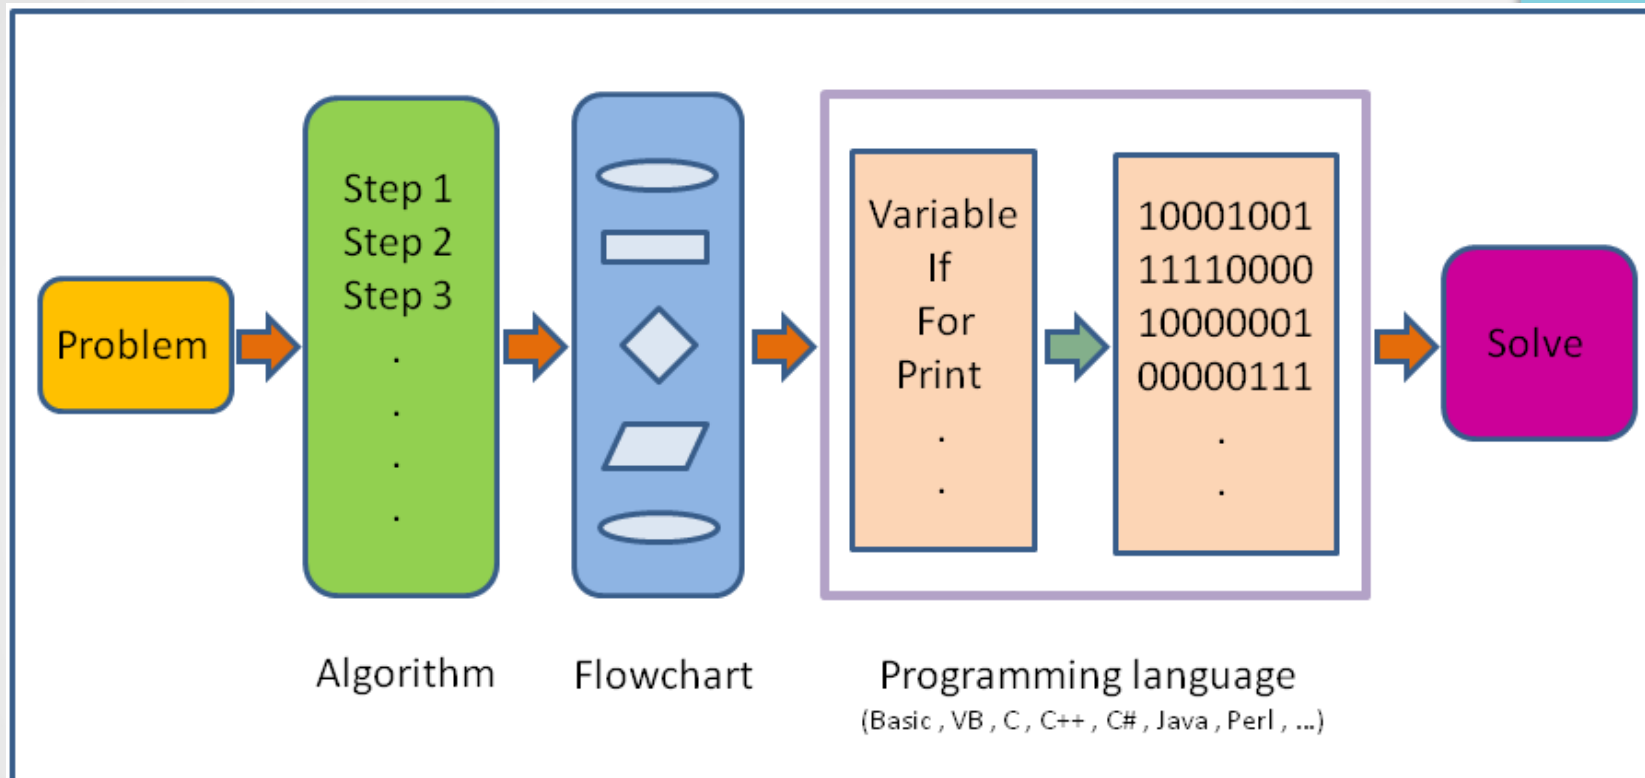 Problem
Step 1
Step 2
Step 3
.
.
.
.
Algorithm
Flowchart
Variable
If
For
Print
.
.
10001001
11110000
10000001
00000111
.
.
Programming language
(Basic , VB , C , C++ , C# , Java , Perl , ...)
Solve